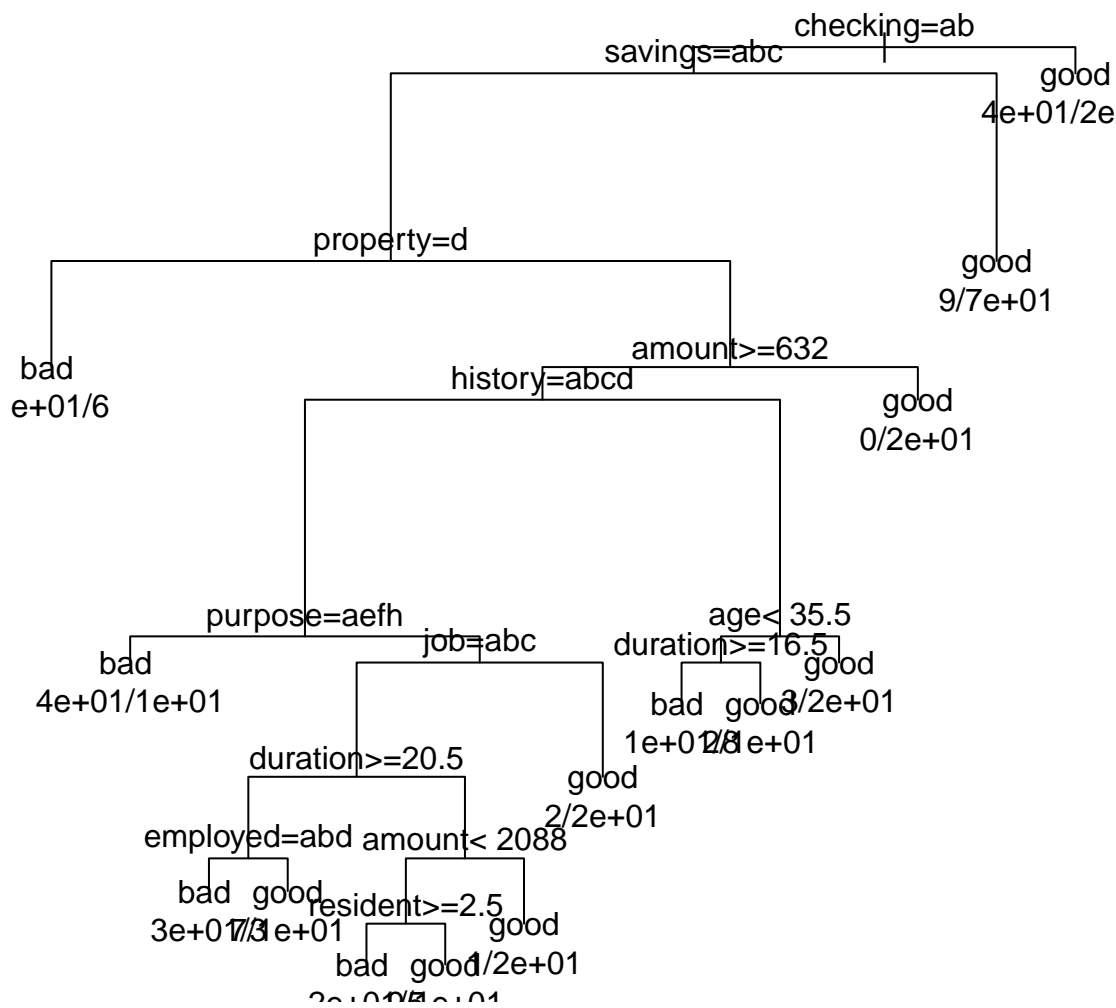 checking=ab
savings=abc
good
4e+01/2e
property=d
good
9/7e+01
bad
e+01/6
amount>=632
history=abcd
good
0/2e+01
purpose=aefh
age< 35.5
job=abc
duration>=16.5
bad
4e+01/1e+01
good
3/2e+01
bad
good
duration>=20.5
good
2/2e+01
employed=abd
amount< 2088
bad
good
resident>=2.5
good
1/2e+01
bad
good